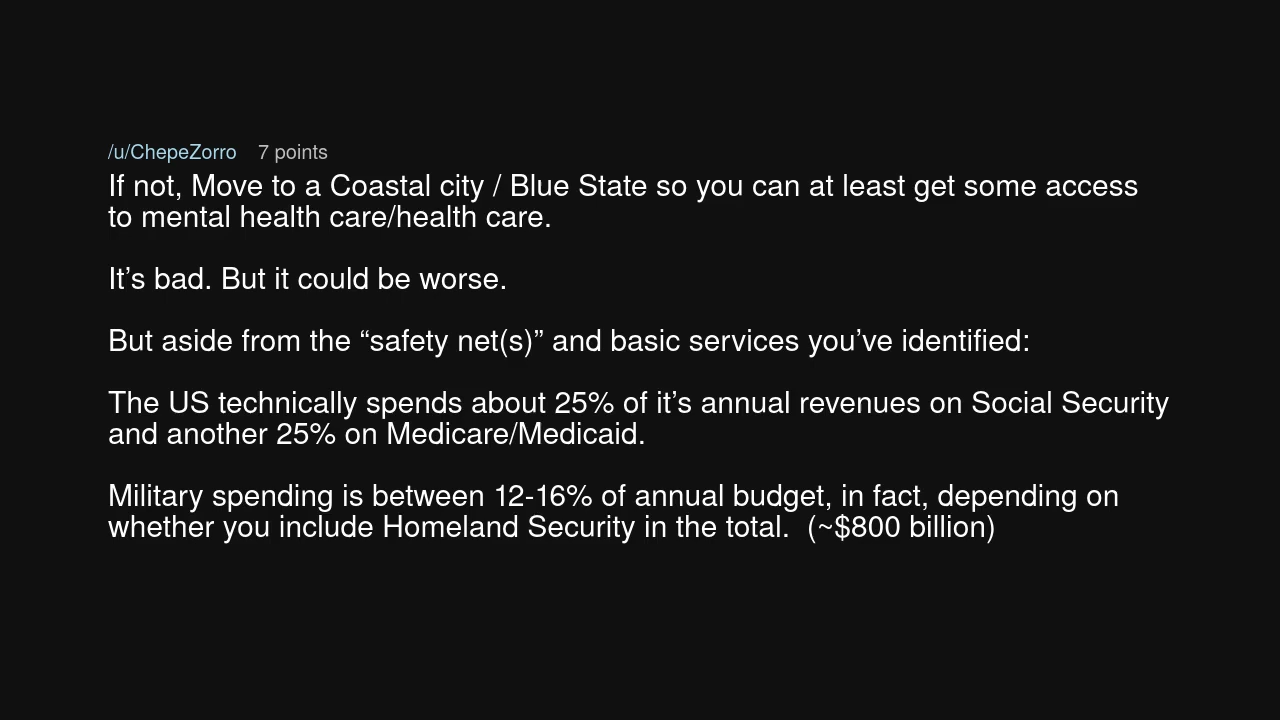 /u/ChepeZorro 7 points
If not, Move to a Coastal city / Blue State so you can at least get some access
to mental health care/health care.
It’s bad. But it could be worse.
But aside from the “safety net(s)” and basic services you’ve identified:
The US technically spends about 25% of it’s annual revenues on Social Security
and another 25% on Medicare/Medicaid.
Military spending is between 12-16% of annual budget, in fact, depending on
whether you include Homeland Security in the total.  (~$800 billion)